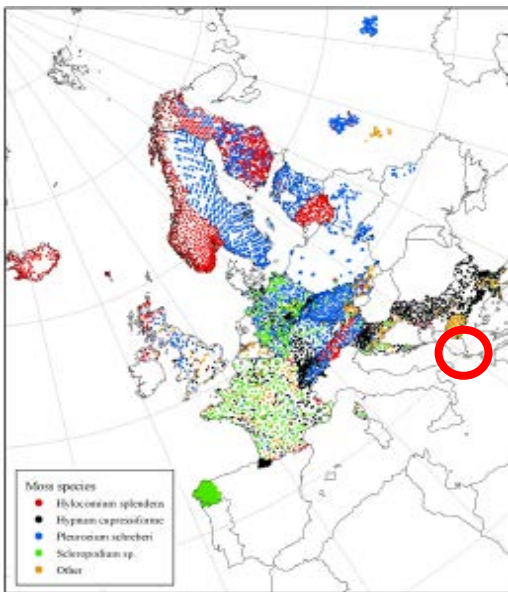 Moss species
Hylocomium splendens
Hypnum cupressiforme
Pleurozium schreberi
Scleropodium sp.
Other